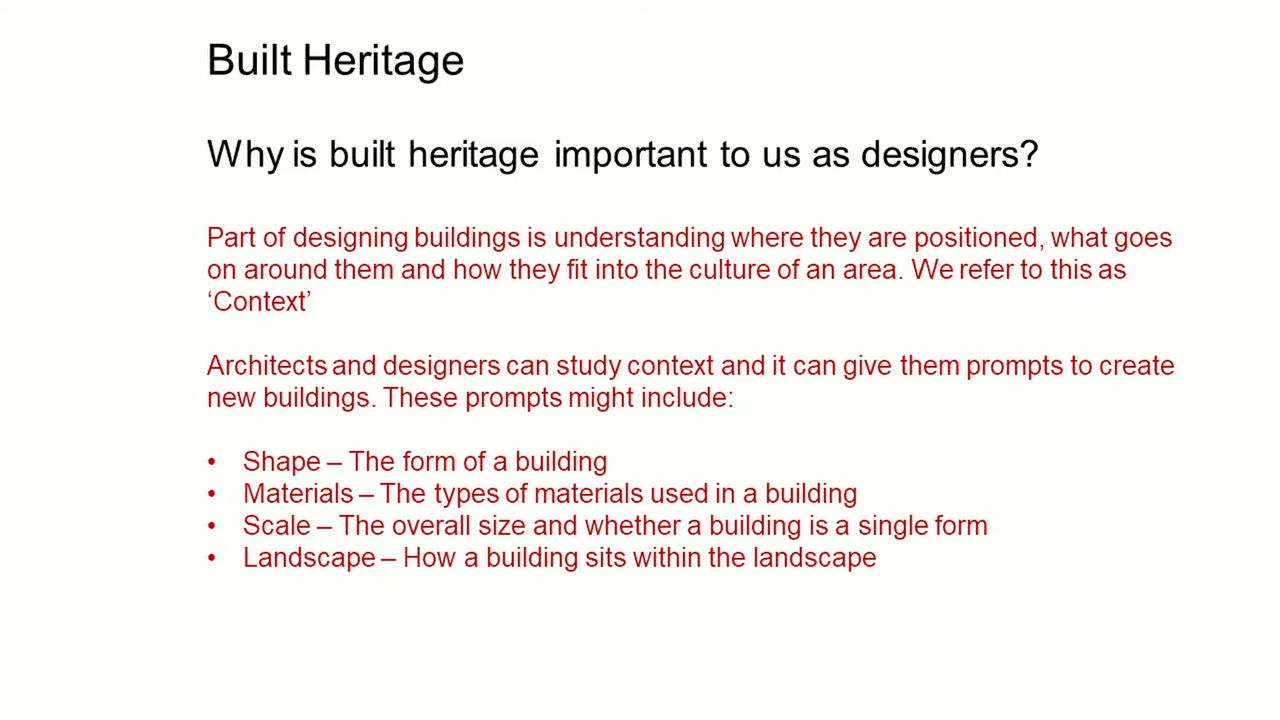 Built Heritage
Why is built heritage important to us as designers?
Part of designing buildings is understanding where they are positioned, what goes
on around them and how they fit into the culture of an area. We refer to this as
‘Context’
Architects and designers can study context and it can give them prompts to create
new buildings. These prompts might include:
• Shape – The form of a building
• Materials – The types of materials used in a building
• Scale – The overall size and whether a building is a single form
• Landscape – How a building sits within the landscape